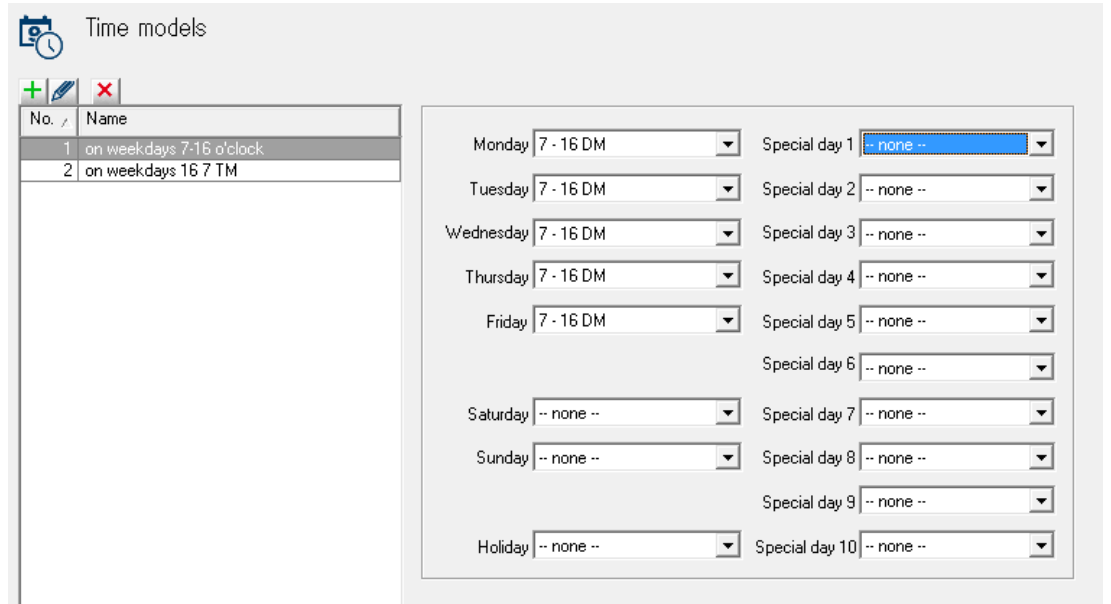 Time models
No. Name
1 on weekdays 7-16 o'clock
2 on weekdays 16 7 TM
Monday 7 - 16 DM Special day 1 -- none --
Tuesday 7 - 16 DM Special day 2 -- none --
Wednesday 7 - 16 DM Special day 3 -- none --
Thursday 7 - 16 DM Special day 4 -- none --
Friday 7 - 16 DM Special day 5 -- none --
Special day 6 -- none --
Saturday -- none -- Special day 7 -- none --
Sunday -- none -- Special day 8 -- none --
Special day 9 -- none --
Holiday -- none -- Special day 10 -- none --